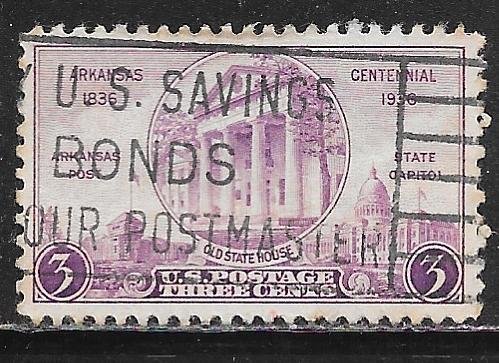 ARKANSAS
1836
CENTENNIAL
1936
U S. SAVINGS
ARKANSAS
POST
STATE
CAPITOL
BONDS
OUR POSTMASTER
OLD STATE HOUSE
3
3
U.S. POSTAGE
THREE CENTS